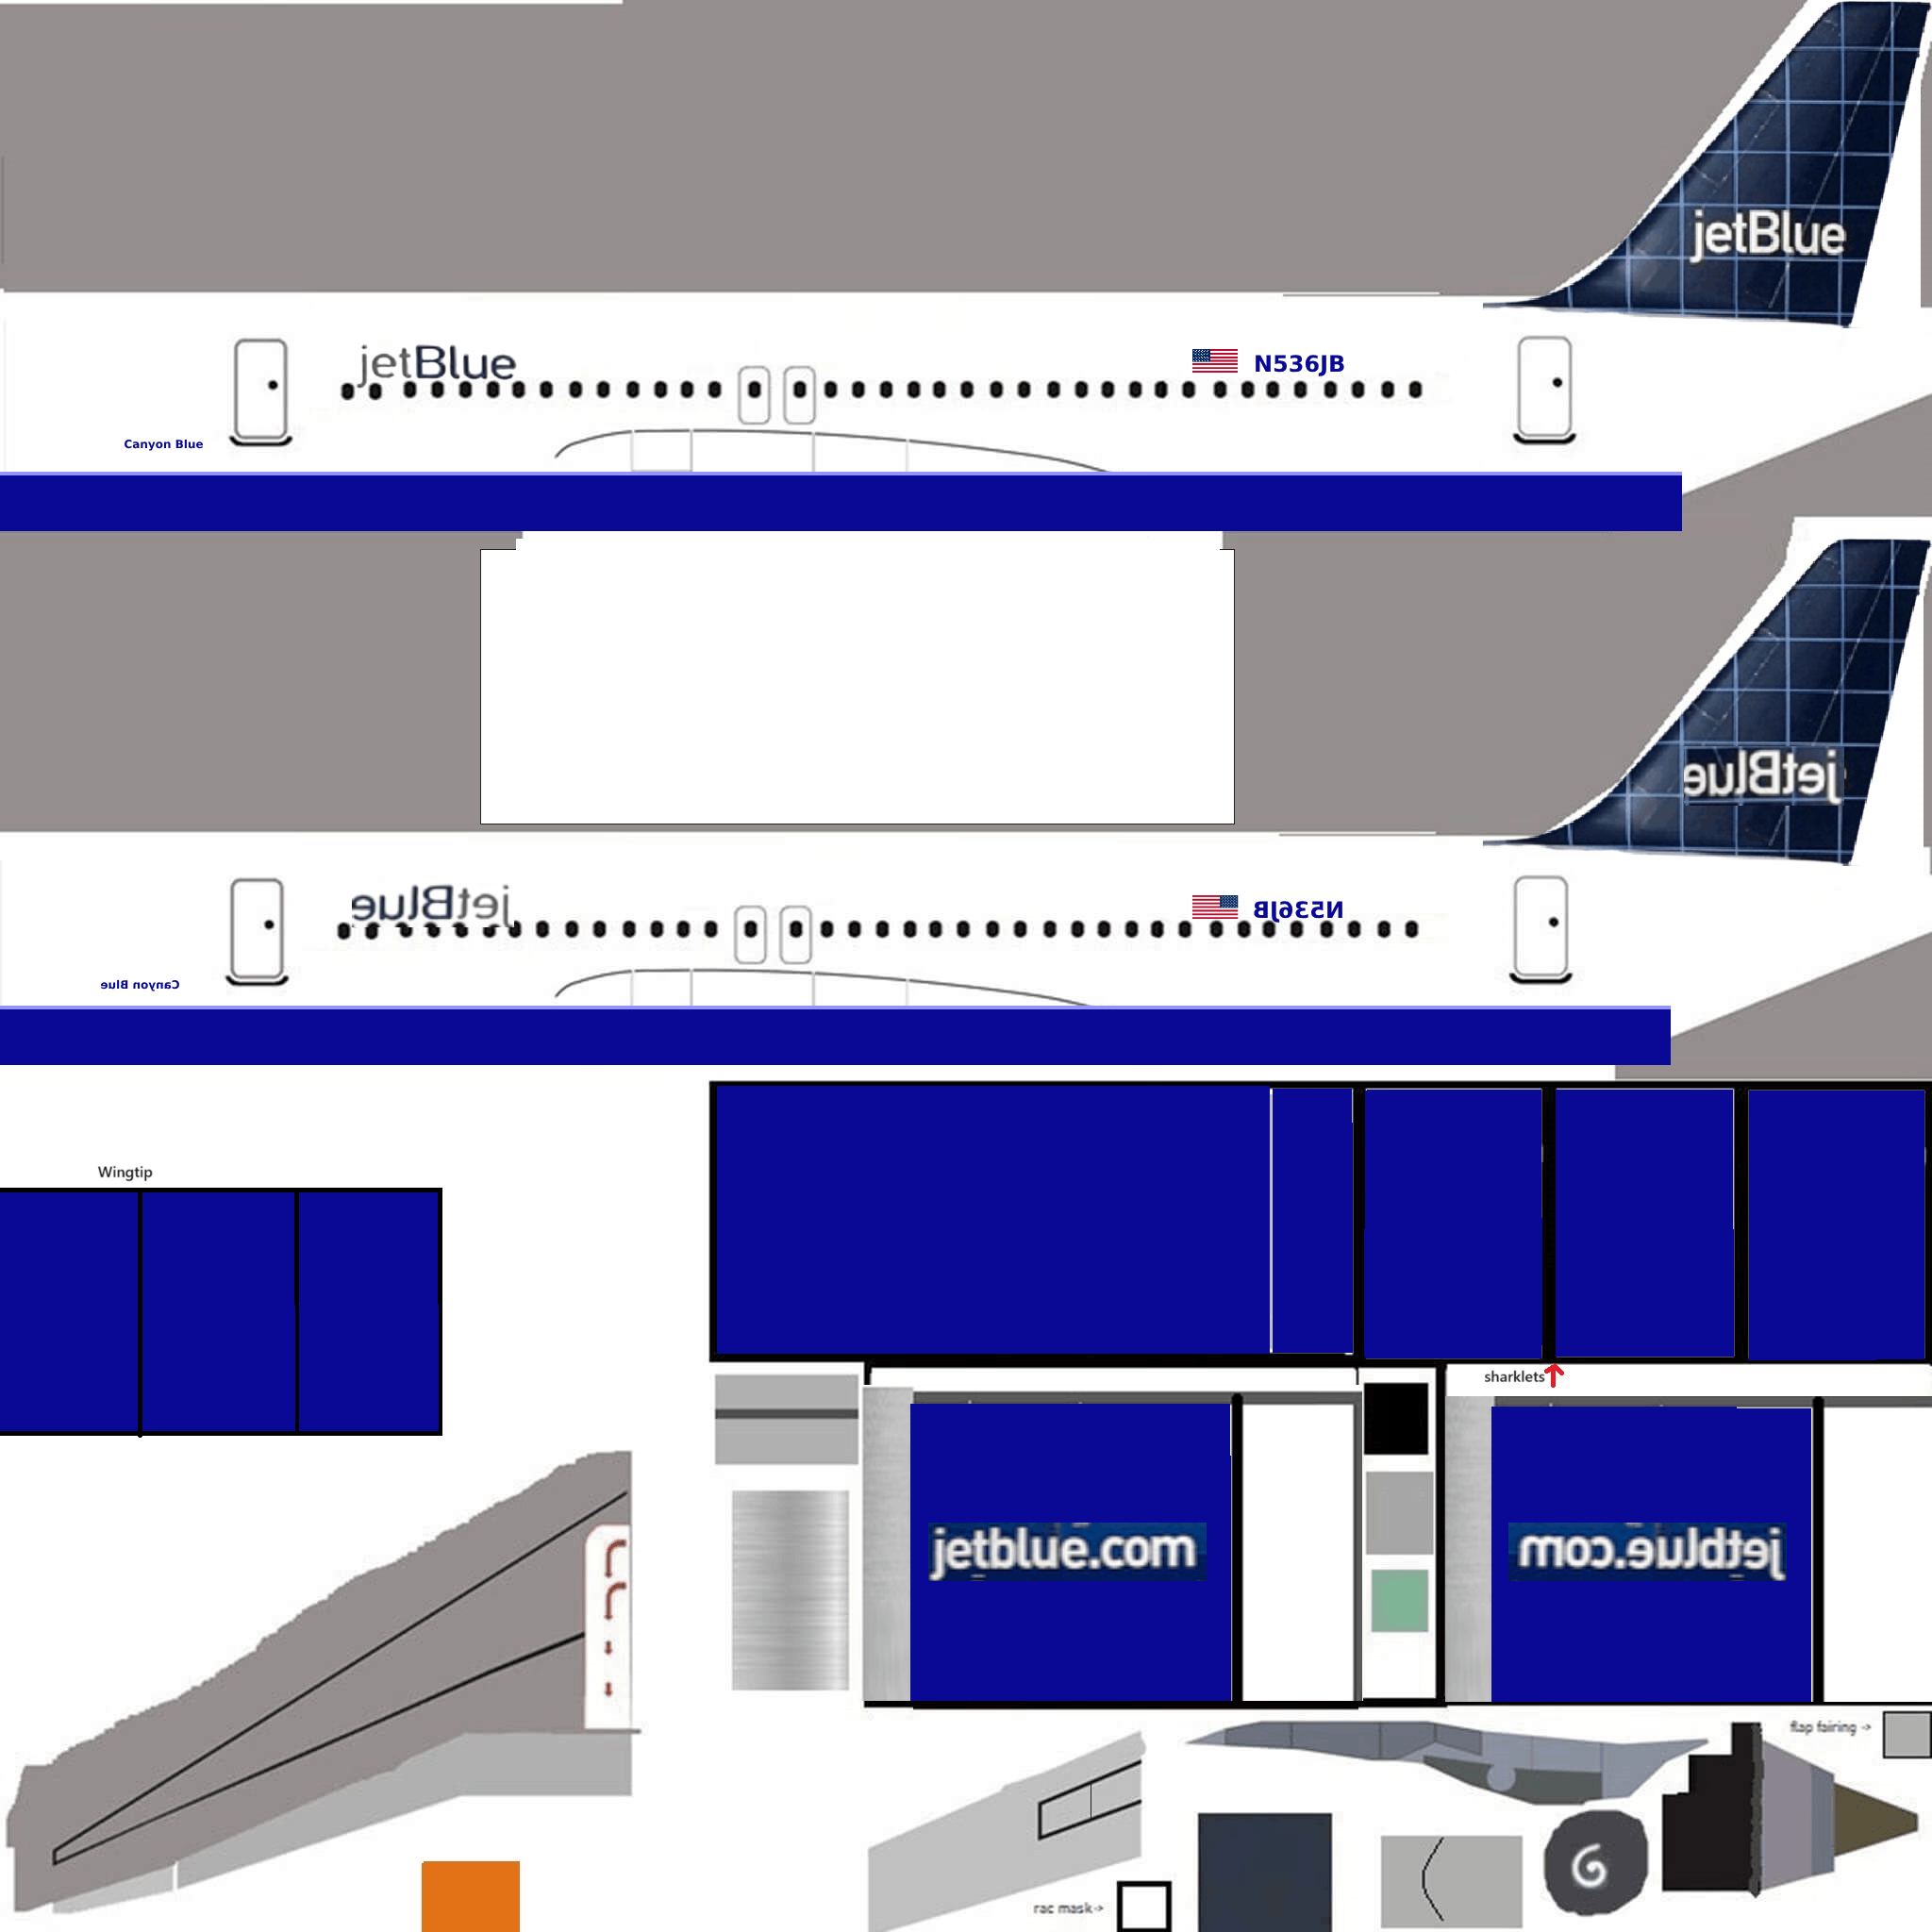 jetBlue
jetBlue
N536JB
Canyon Blue
jetBlue
jetBlue
N536JB
Canyon Blue
Wingtip
sharklets
jetblue.com
jetblue.com
flap fairing ->
rac mask->